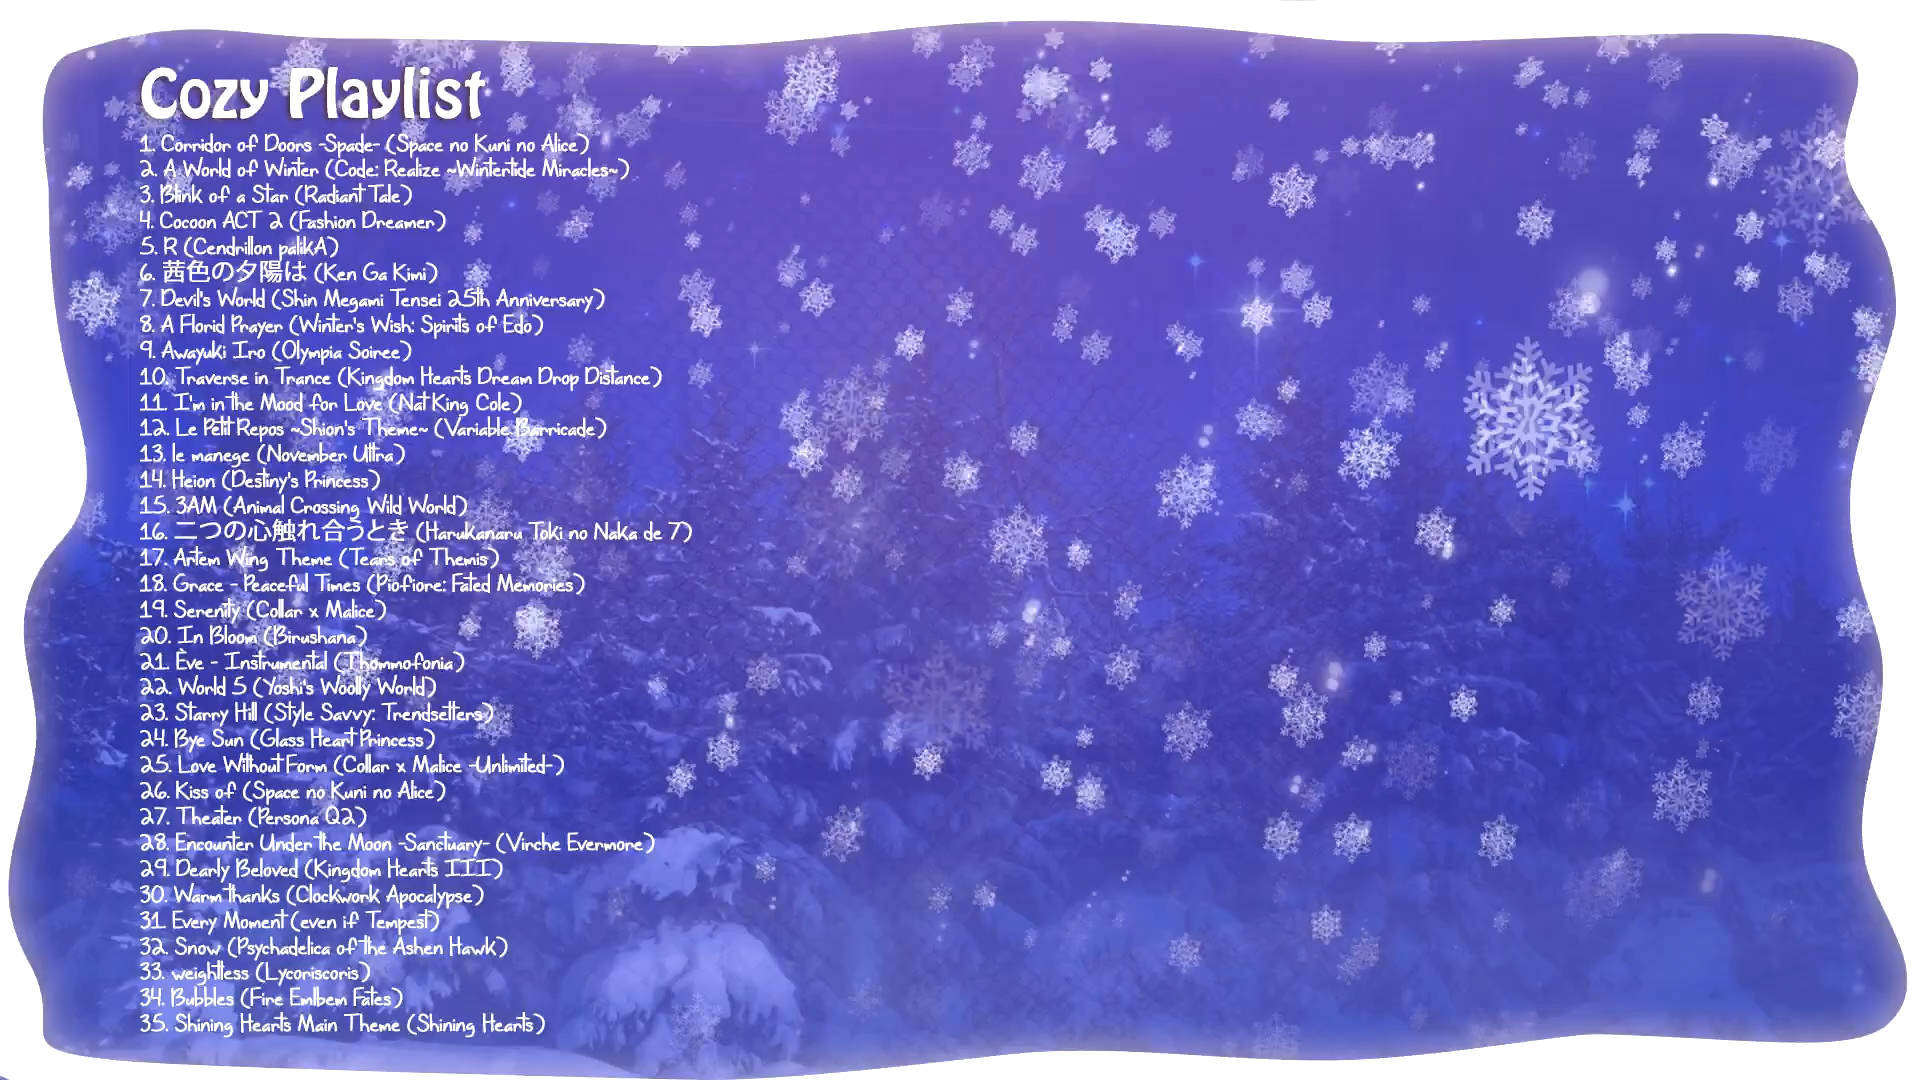 Cozy Playlist
1. Corridor of Doors -Spade- (Space no Kuni no Alice)
2. A World of Winter (Code: Realize ~Wintertide Miracles~)
3. Blink of a Star (Radiant Tale)
4. Cocoon ACT 2 (Fashion Dreamer)
5. R (Cendrillon palikA)
6. 茜色の夕陽は (Ken Ga Kimi)
7. Devil's World (Shin Megami Tensei 25th Anniversary)
8. A Florid Prayer (Winter's Wish: Spirits of Edo)
9. Awayuki Iro (Olympia Soiree)
10. Traverse in Trance (Kingdom Hearts Dream Drop Distance)
11. I'm in the Mood for Love (Nat King Cole)
12. Le Petit Repos ~Shion's Theme~ (Variable Barricade)
13. le manege (November Ultra)
14. Heion (Destiny's Princess)
15. 3AM (Animal Crossing Wild World)
16. 二つの心触れ合うとき (Harukanaru Toki no Naka de 7)
17. Artem Wing Theme (Tears of Themis)
18. Grace - Peaceful Times (Piofiore: Fated Memories)
19. Serenity (Collar x Malice)
20. In Bloom (Birushana)
21. Ève - Instrumental (Thommofonia)
22. World 5 (Yoshi's Woolly World)
23. Starry Hill (Style Savvy: Trendsetters)
24. Bye Sun (Glass Heart Princess)
25. Love Without Form (Collar x Malice -Unlimited-)
26. Kiss of (Space no Kuni no Alice)
27. Theater (Persona Q2)
28. Encounter Under the Moon -Sanctuary- (Virche Evermore)
29. Dearly Beloved (Kingdom Hearts III)
30. Warm thanks (Clockwork Apocalypse)
31. Every Moment (even if Tempest)
32. Snow (Psychadelica of the Ashen Hawk)
33. weightless (Lycoriscoris)
34. Bubbles (Fire Emlbem Fates)
35. Shining Hearts Main Theme (Shining Hearts)